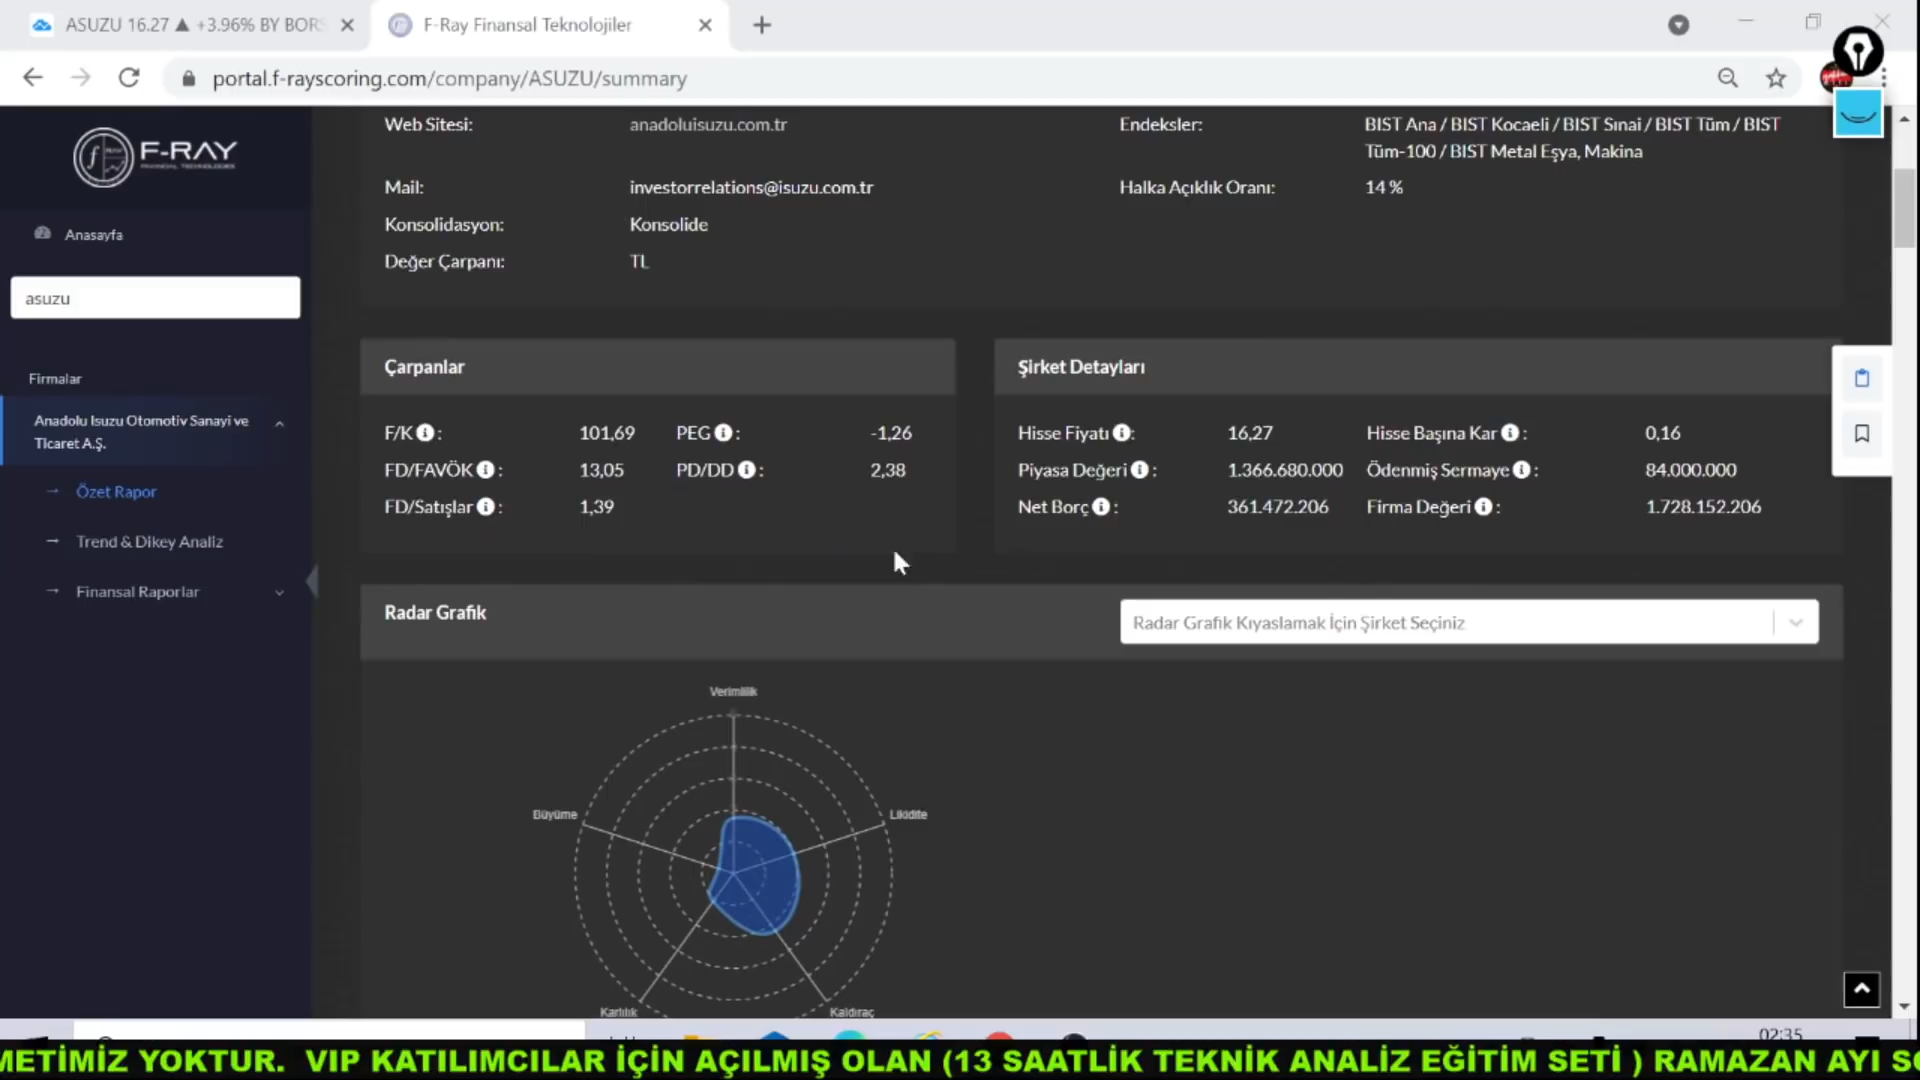 ASUZU 16.27 ▲ +3.96% BY BORS
F-Ray Finansal Teknolojiler
portal.f-rayscoring.com/company/ASUZU/summary
F-RAY
FINANCIAL TECHNOLOGIES
Anasayfa
asuzu
Firmalar
Anadolu Isuzu Otomotiv Sanayi ve
Ticaret A.Ş.
Özet Rapor
Trend & Dikey Analiz
Finansal Raporlar
Web Sitesi: anadoluisuzu.com.tr
Endeksler: BIST Ana / BIST Kocaeli / BIST Sınai / BIST Tüm / BIST
Tüm-100 / BIST Metal Eşya, Makina
Mail: investorrelations@isuzu.com.tr
Halka Açıklık Oranı: 14 %
Konsolidasyon: Konsolide
Değer Çarpanı: TL
Çarpanlar
F/K : 101,69 PEG : -1,26
FD/FAVÖK : 13,05 PD/DD : 2,38
FD/Satışlar : 1,39
Şirket Detayları
Hisse Fiyatı : 16,27 Hisse Başına Kar : 0,16
Piyasa Değeri : 1.366.680.000 Ödenmiş Sermaye : 84.000.000
Net Borç : 361.472.206 Firma Değeri : 1.728.152.206
Radar Grafik
Radar Grafik Kıyaslamak İçin Şirket Seçiniz
Verimlilik
Büyüme
Likidite
Karlılık
Kaldıraç
02:35
METİMİZ YOKTUR. VIP KATILIMCILAR İÇİN AÇILMIŞ OLAN (13 SAATLİK TEKNİK ANALİZ EĞİTİM SETİ ) RAMAZAN AYI SO